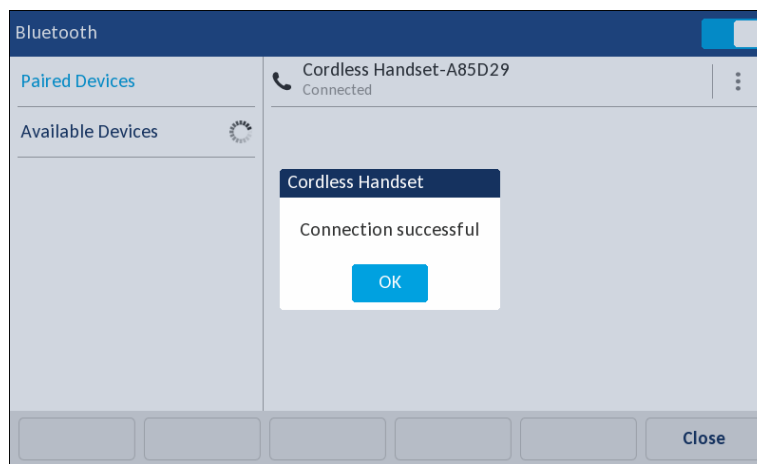 Bluetooth
Paired Devices
Available Devices
Cordless Handset-A85D29
Connected
Cordless Handset
Connection successful
OK
Close